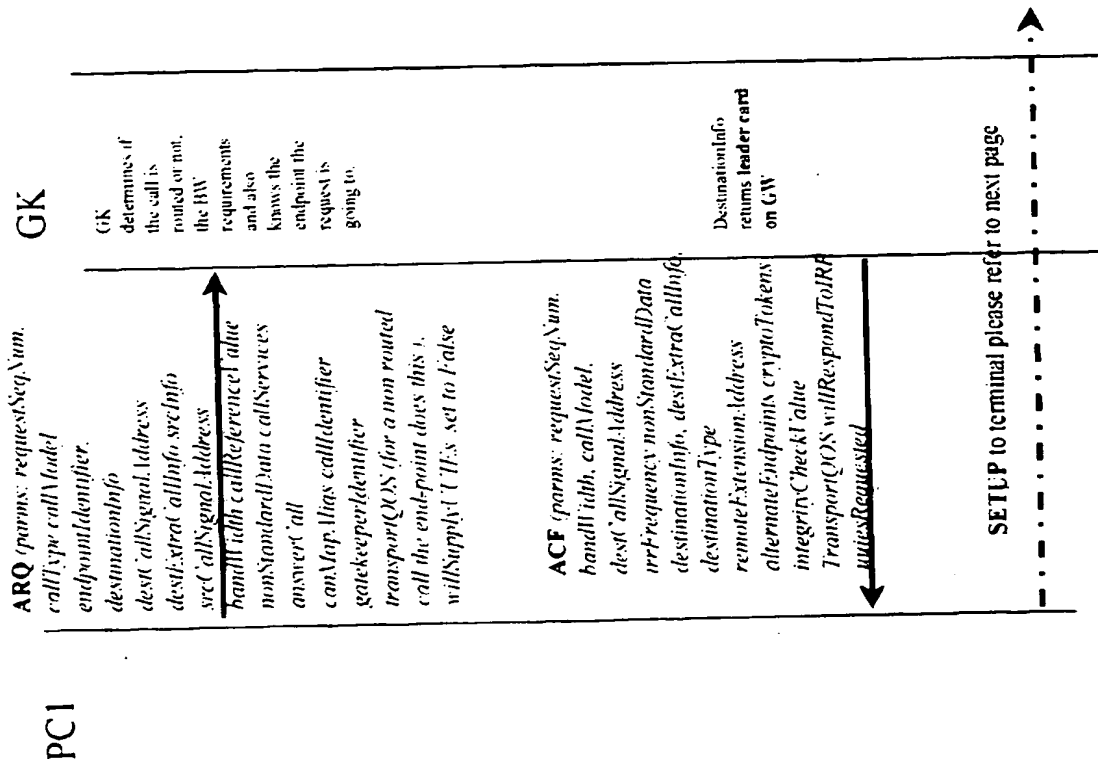 PC1
GK
ARQ (parms: requestSeqNum.
callType callModel
endpointIdentifier.
destinationInfo
destCallSignalAddress
destExtraCallInfo srcInfo
srcCallSignalAddress
bandWidth callReferenceValue
nonStandardData callServices
answerCall
canMapAlias callIdentifier
gatekeeperIdentifier
transportQOS (for a non routed
call the end-point does this ).
willSupplyUUIEs set to False
GK
determines if
the call is
routed or not.
the BW
requirements
and also
knows the
endpoint the
request is
going to.
ACF (parms: requestSeqNum.
bandWidth. callModel.
destCallSignalAddress
irrFrequency nonStandardData
destinationInfo, destExtraCallInfo.
destinationType
remoteExtensionAddress
alternateEndpoints cryptoTokens
integrityCheckValue
TransportQOS willRespondToIRR
uuiesRequested
DestinationInfo
returns leader card
on GW
SETUP to terminal please refer to next page